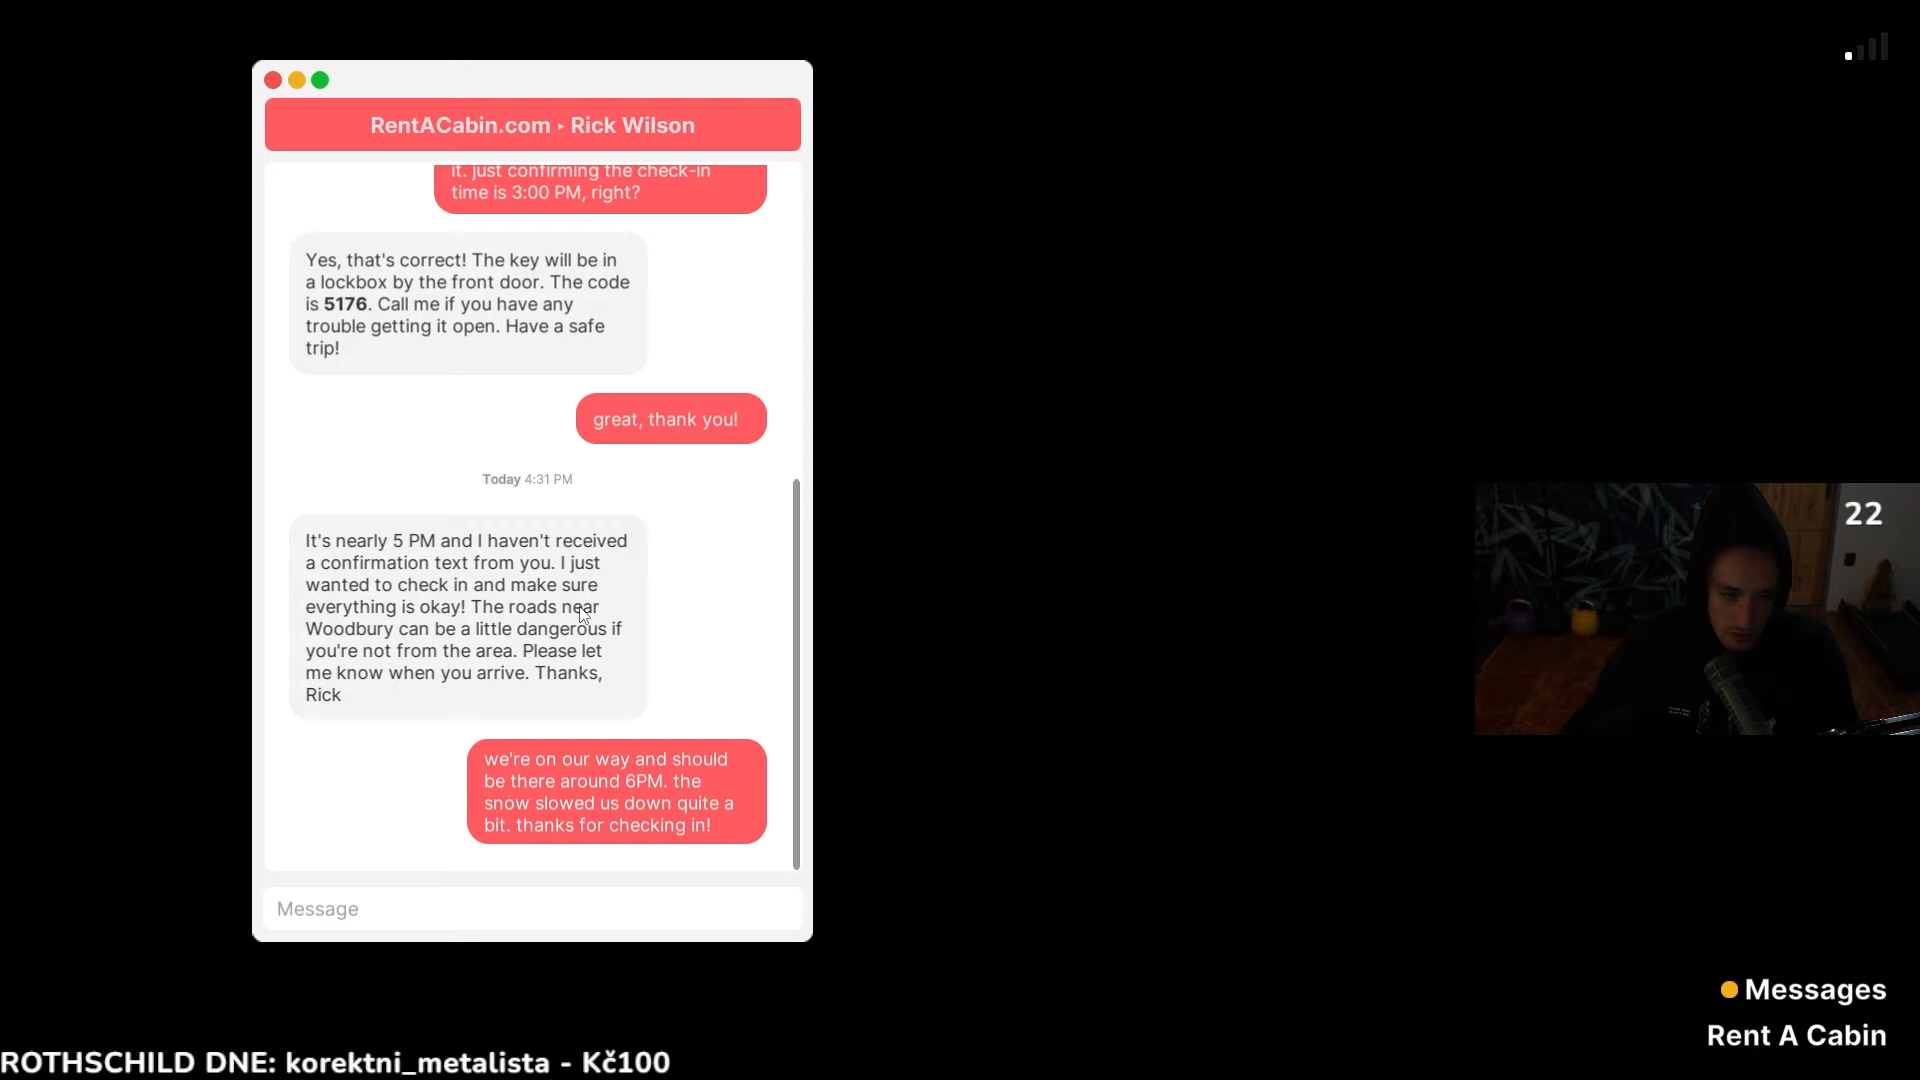 RentACabin.com ‣ Rick Wilson
it. just confirming the check-in
time is 3:00 PM, right?
Yes, that's correct! The key will be in
a lockbox by the front door. The code
is 5176. Call me if you have any
trouble getting it open. Have a safe
trip!
great, thank you!
Today 4:31 PM
It's nearly 5 PM and I haven't received
a confirmation text from you. I just
wanted to check in and make sure
everything is okay! The roads near
Woodbury can be a little dangerous if
you're not from the area. Please let
me know when you arrive. Thanks,
Rick
we're on our way and should
be there around 6PM. the
snow slowed us down quite a
bit. thanks for checking in!
Message
22
Messages
Rent A Cabin
ROTHSCHILD DNE: korektni_metalista - Kč100